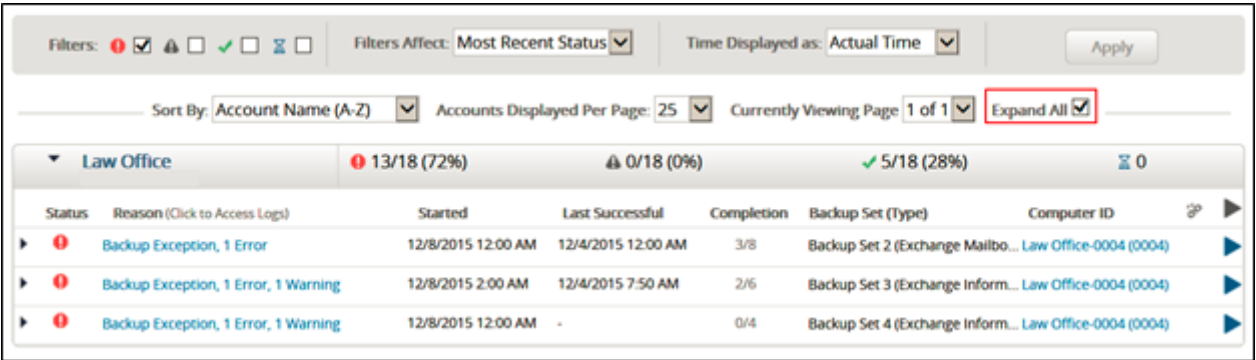 Filters: Filters Affect: Most Recent Status Time Displayed as: Actual Time Apply
Sort By: Account Name (A-Z) Accounts Displayed Per Page: 25 Currently Viewing Page 1 of 1 Expand All
Law Office 13/18 (72%) 0/18 (0%) 5/18 (28%) 0
Status Reason (Click to Access Logs) Started Last Successful Completion Backup Set (Type) Computer ID
Backup Exception, 1 Error 12/8/2015 12:00 AM 12/4/2015 12:00 AM 3/8 Backup Set 2 (Exchange Mailbo... Law Office-0004 (0004)
Backup Exception, 1 Error, 1 Warning 12/8/2015 2:00 AM 12/4/2015 7:50 AM 2/6 Backup Set 3 (Exchange Inform... Law Office-0004 (0004)
Backup Exception, 1 Error, 1 Warning 12/8/2015 12:00 AM - 0/4 Backup Set 4 (Exchange Inform... Law Office-0004 (0004)